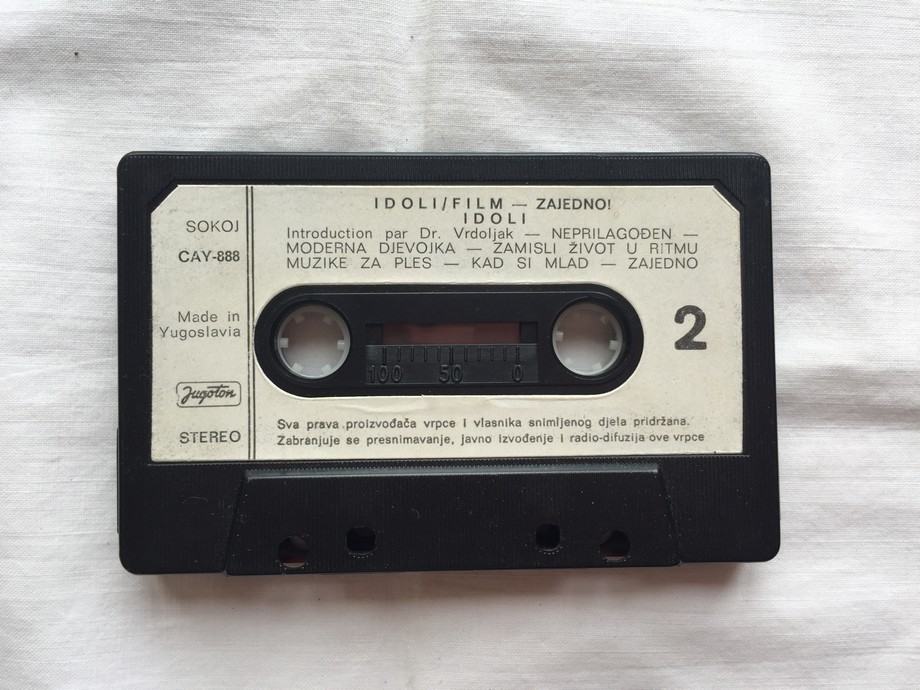 IDOLI/FILM — ZAJEDNO!
IDOLI
Introduction par Dr. Vrdoljak — NEPRILAGOĐEN —
MODERNA DJEVOJKA — ZAMISLI ŽIVOT U RITMU
MUZIKE ZA PLES — KAD SI MLAD — ZAJEDNO
SOKOJ
CAY-888
Made in
Yugoslavia
Jugoton
STEREO
2
100 50 0
Sva prava proizvođača vrpce i vlasnika snimljenog djela pridržana.
Zabranjuje se presnimavanje, javno izvođenje i radio-difuzija ove vrpce